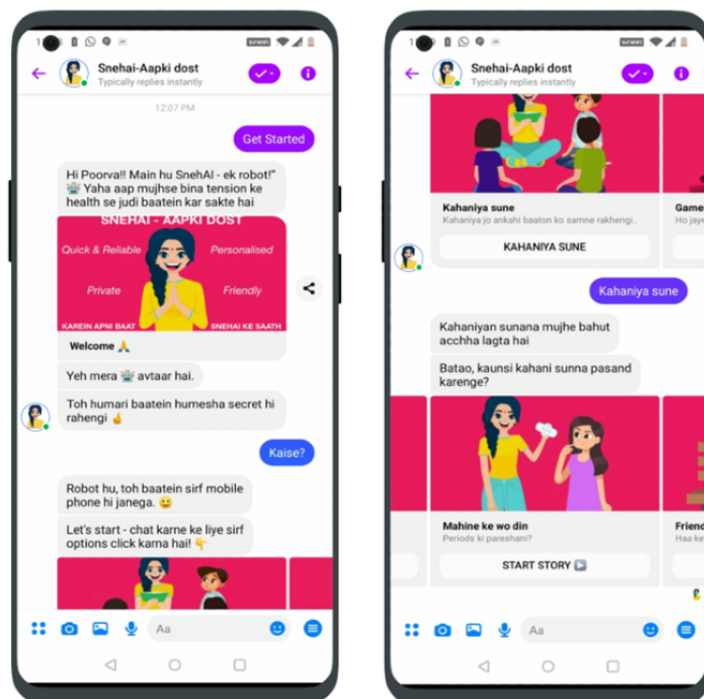 Snehai-Aapki dost
Typically replies instantly
12:07 PM
Get Started
Hi Poorva!! Main hu SnehAI - ek robot!"
Yaha aap mujhse bina tension ke
health se judi baatein kar sakte hai
SNEHAI - AAPKI DOST
Quick & Reliable
Personalised
Private
Friendly
KAREIN APNI BAAT
SNEHAI KE SAATH
Welcome 🙏
Yeh mera 🤖 avtaar hai.
Toh humari baatein humesha secret hi
rahengi 🤞
Kaise?
Robot hu, toh baatein sirf mobile
phone hi janega. 😀
Let's start - chat karne ke liye sirf
options click karna hai! 👇
Aa
Snehai-Aapki dost
Typically replies instantly
Kahaniya sune
Kahaniya jo ankahi baaton ko samne rakhengi..
KAHANIYA SUNE
Game
Ho jaye
Kahaniya sune
Kahaniyan sunana mujhe bahut
acchha lagta hai
Batao, kaunsi kahani sunna pasand
karenge?
Mahine ke wo din
Periods ki pareshani?
START STORY ▶
Friend
Haa ke
Aa